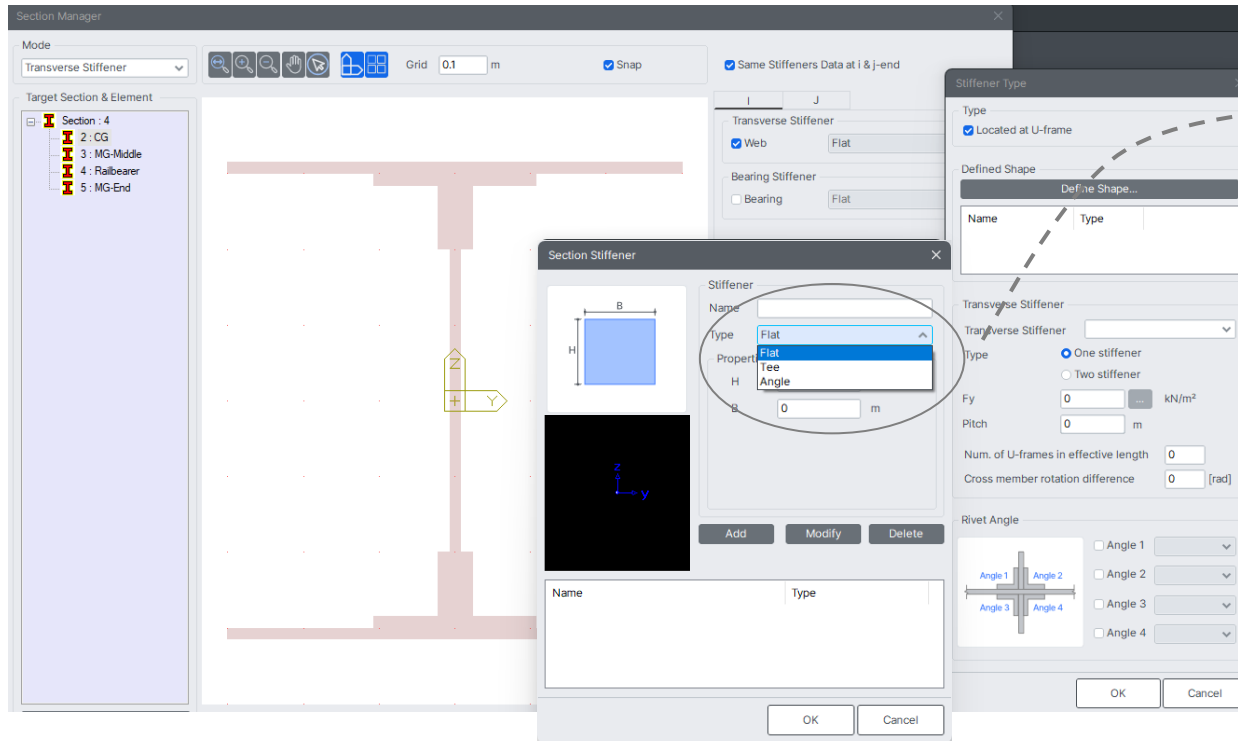 Section Manager
Mode
Transverse Stiffener
Grid 0.1 m
Snap
Same Stiffeners Data at i & j-end
Target Section & Element
Section : 4
2 : CG
3 : MG-Middle
4 : Railbearer
5 : MG-End
Z
Y
I J
Transverse Stiffener
Web Flat
Bearing Stiffener
Bearing Flat
Section Stiffener
B
H
z
y
Stiffener
Name
Type Flat
Flat
Tee
Angle
Propert
H
B 0 m
Add Modify Delete
Name Type
OK Cancel
Stiffener Type
Type
Located at U-frame
Defined Shape
Define Shape...
Name Type
Transverse Stiffener
Transverse Stiffener
Type One stiffener
Two stiffener
Fy 0 ... kN/m²
Pitch 0 m
Num. of U-frames in effective length 0
Cross member rotation difference 0 [rad]
Rivet Angle
Angle 1 Angle 2
Angle 3 Angle 4
Angle 1
Angle 2
Angle 3
Angle 4
OK Cancel